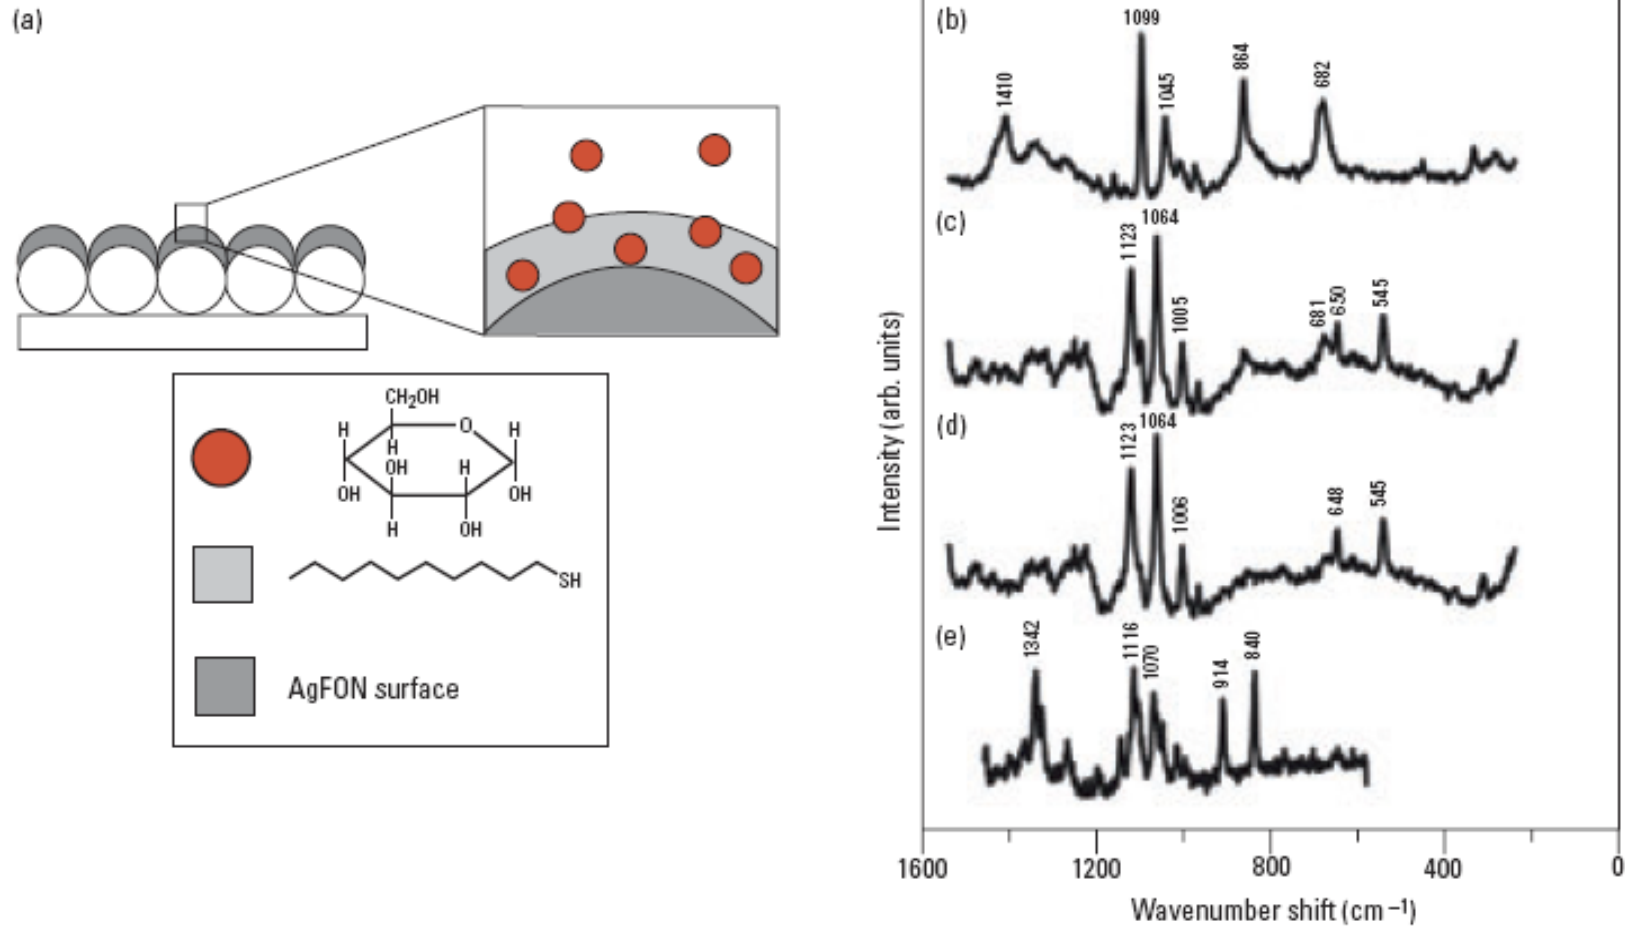 (a)
CH₂OH
O
H
H
H
OH
H
OH
OH
H
OH
SH
AgFON surface
(b)
1410
1099
1045
864
682
(c)
1123
1064
1005
681
650
545
(d)
1123
1064
1006
648
545
(e)
1342
1116
1070
914
840
Intensity (arb. units)
1600
1200
800
400
0
Wavenumber shift (cm⁻¹)